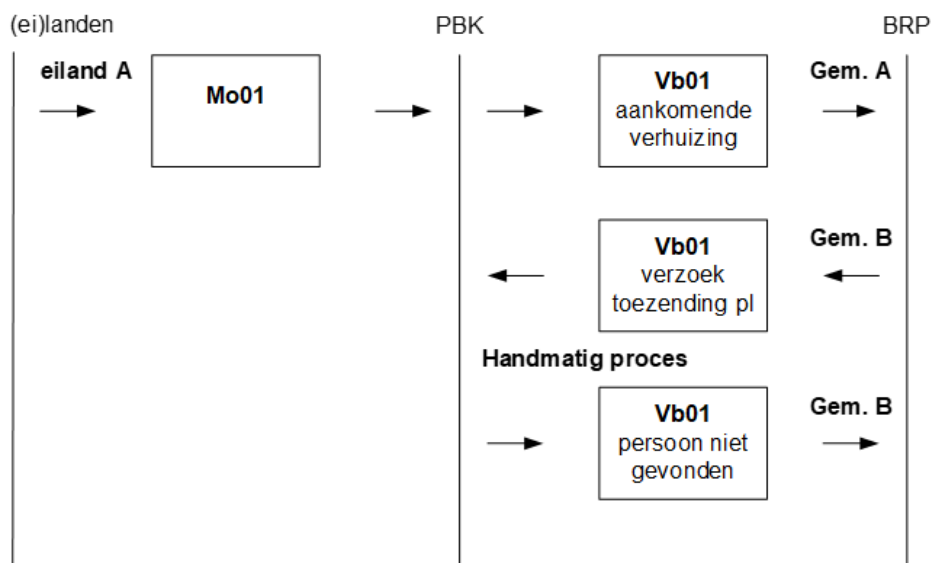 (ei)landen PBK BRP
eiland A
Mo01
Vb01
aankomende
verhuizing
Gem. A
Vb01
verzoek
toezending pl
Gem. B
Handmatig proces
Vb01
persoon niet
gevonden
Gem. B